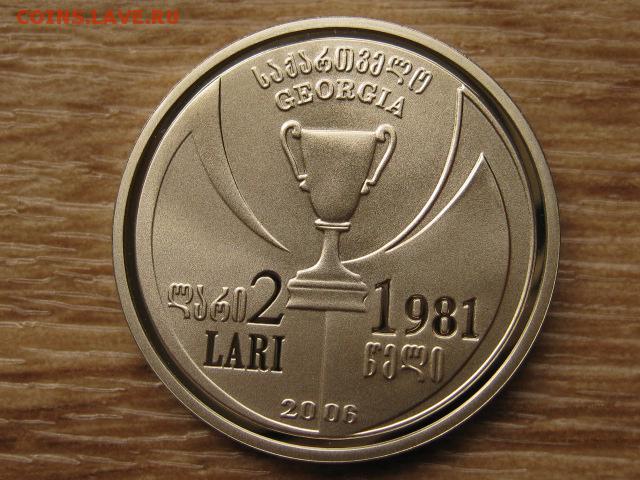 COINS.LAVE.RU
საქართველო
GEORGIA
ლარი 2 1981
LARI წელი
2006